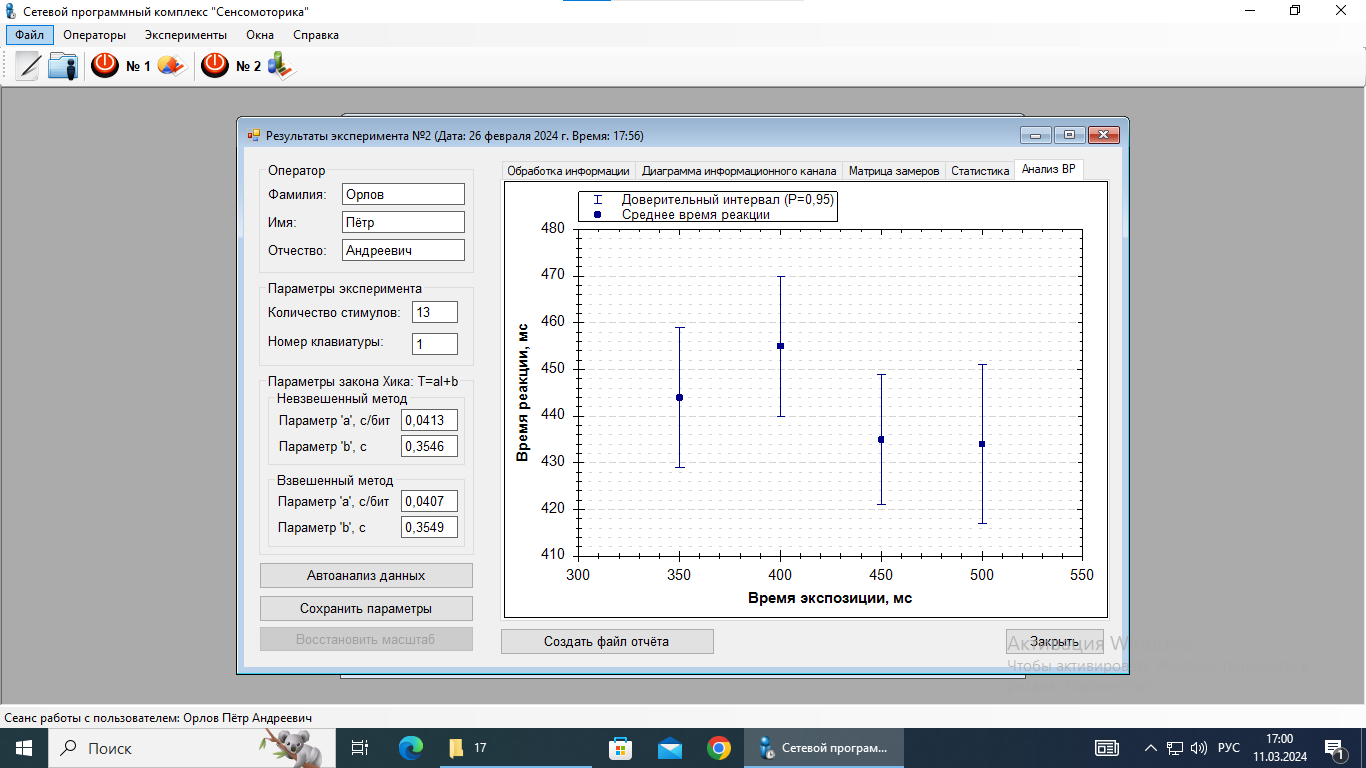 Сетевой программный комплекс "Сенсомоторика"
Файл Операторы Эксперименты Окна Справка
№ 1 № 2
Результаты эксперимента №2 (Дата: 26 февраля 2024 г. Время: 17:56)
Оператор
Фамилия: Орлов
Имя: Пётр
Отчество: Андреевич
Параметры эксперимента
Количество стимулов: 13
Номер клавиатуры: 1
Параметры закона Хика: T=aI+b
Невзвешенный метод
Параметр 'a', с/бит 0,0413
Параметр 'b', с 0,3546
Взвешенный метод
Параметр 'a', с/бит 0,0407
Параметр 'b', с 0,3549
Автоанализ данных
Сохранить параметры
Восстановить масштаб
Обработка информации Диаграмма информационного канала Матрица замеров Статистика Анализ ВР
Доверительный интервал (P=0,95)
Среднее время реакции
Время реакции, мс
480
470
460
450
440
430
420
410
300 350 400 450 500 550
Время экспозиции, мс
Создать файл отчёта
Закрыть
Активация W
Чтобы активировать
Сеанс работы с пользователем: Орлов Пётр Андреевич
Поиск
17
Сетевой програм...
РУС
17:00
11.03.2024
1